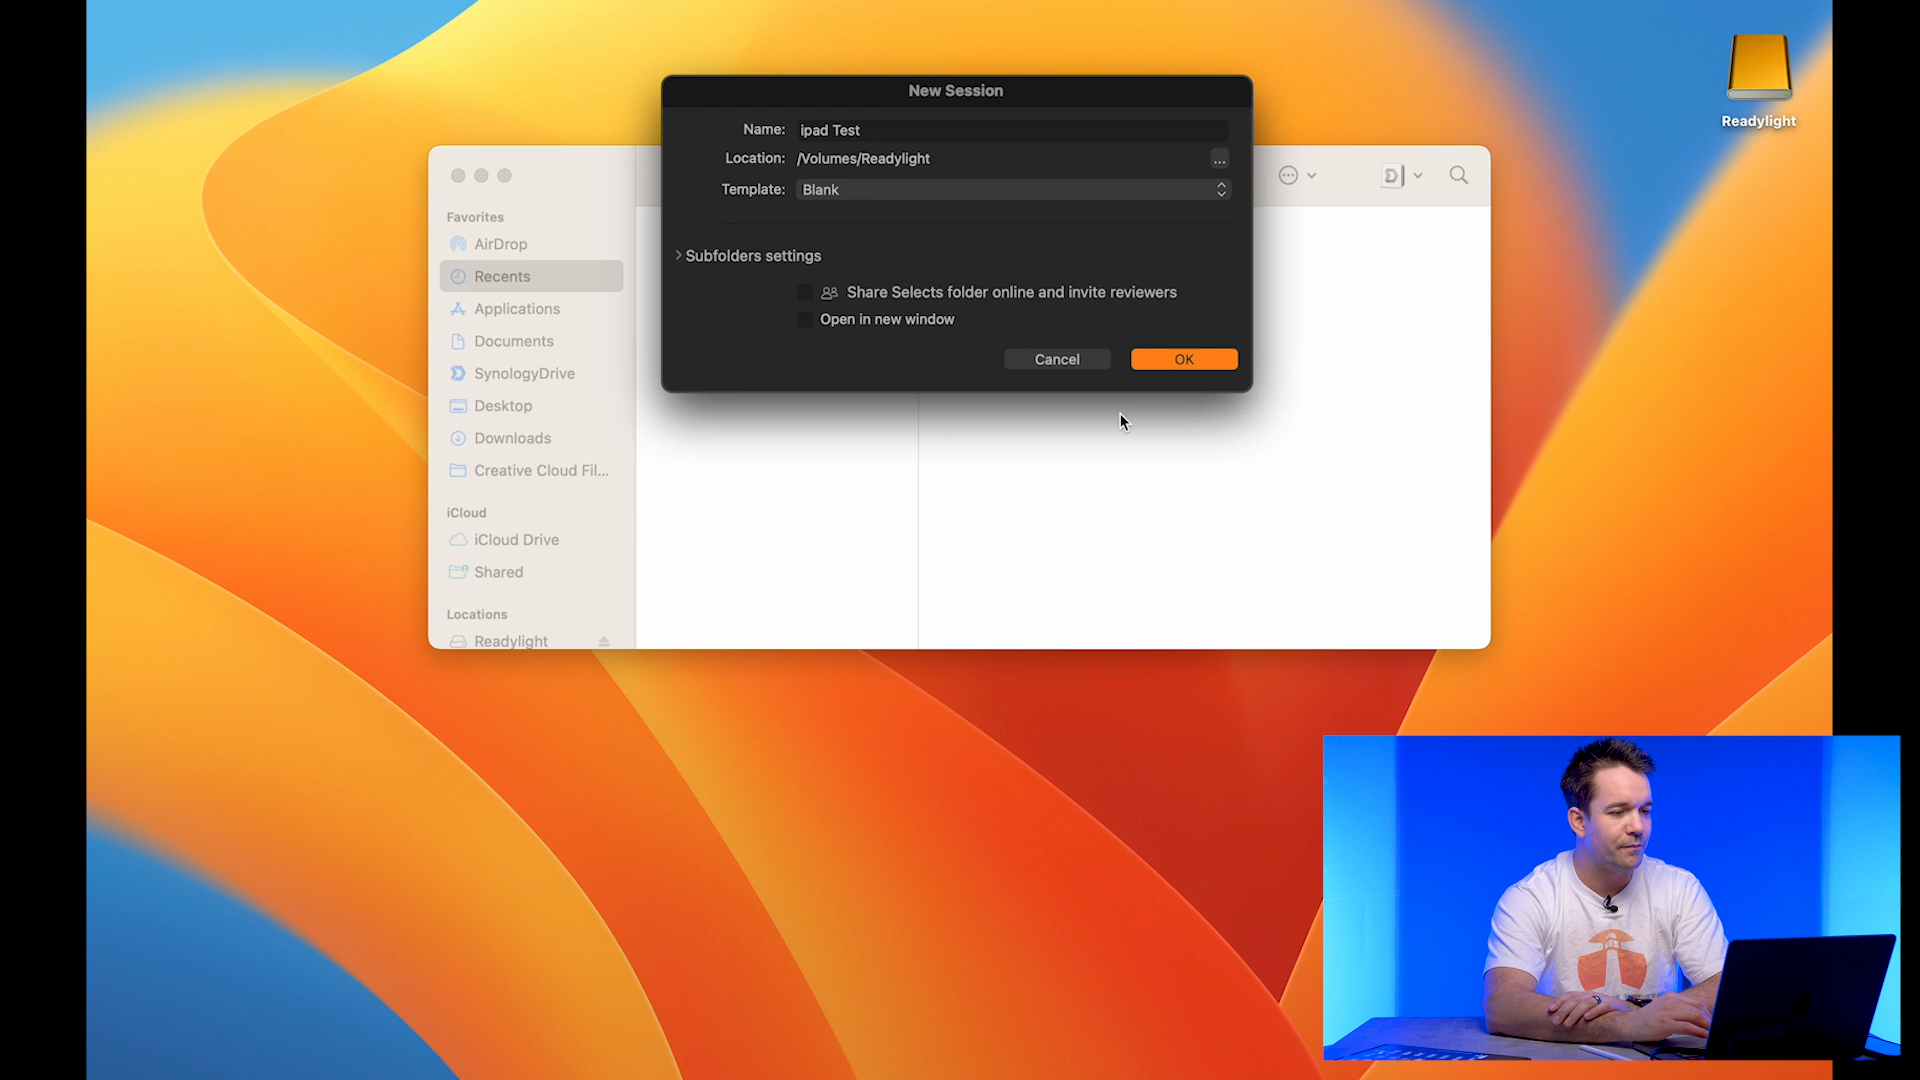 New Session
Name: ipad Test
Location: /Volumes/Readylight ...
Template: Blank
Subfolders settings
Share Selects folder online and invite reviewers
Open in new window
Cancel OK
Readylight
Favorites
AirDrop
Recents
Applications
Documents
SynologyDrive
Desktop
Downloads
Creative Cloud Fil...
iCloud
iCloud Drive
Shared
Locations
Readylight